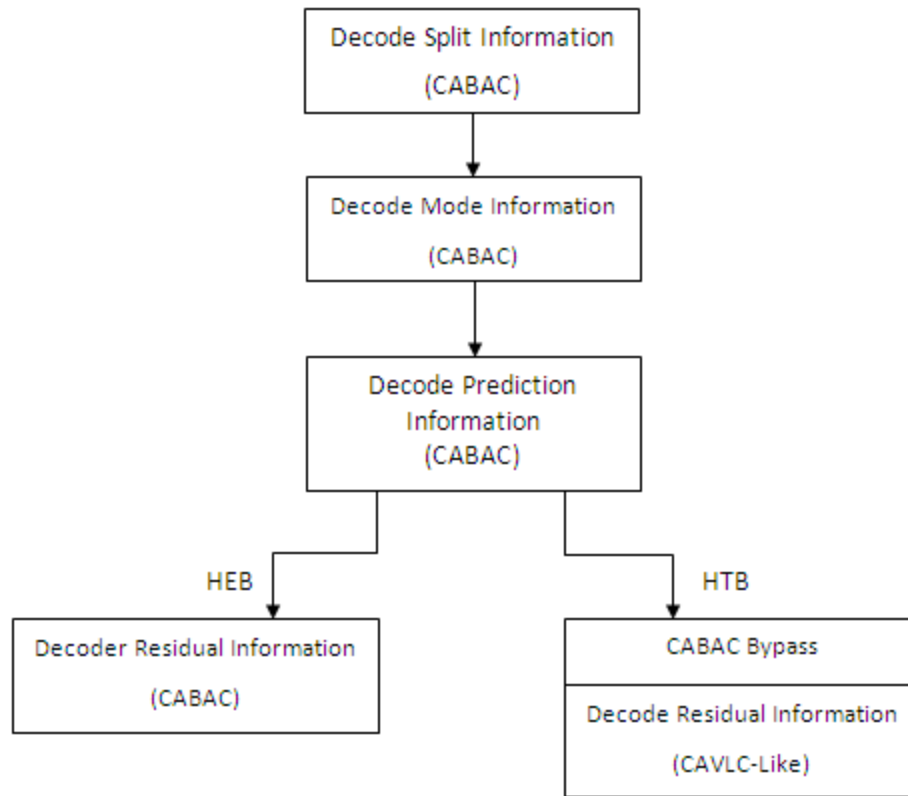 Decode Split Information
(CABAC)
Decode Mode Information
(CABAC)
Decode Prediction
Information
(CABAC)
HEB
HTB
Decoder Residual Information
(CABAC)
CABAC Bypass
Decode Residual Information
(CAVLC-Like)